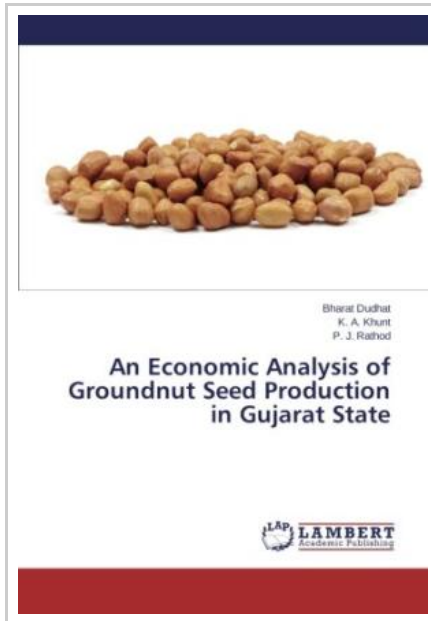 Bharat Dudhat
K. A. Khunt
P. J. Rathod
An Economic Analysis of
Groundnut Seed Production
in Gujarat State
LAP
LAMBERT
Academic Publishing